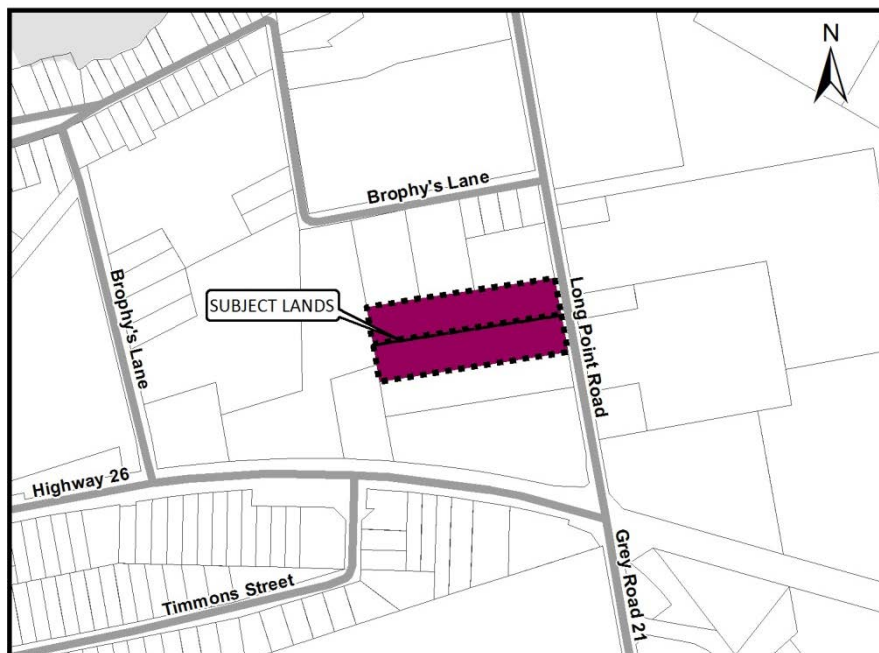 N
Brophy's Lane
SUBJECT LANDS
Long Point Road
Brophy's Lane
Highway 26
Grey Road 21
Timmons Street